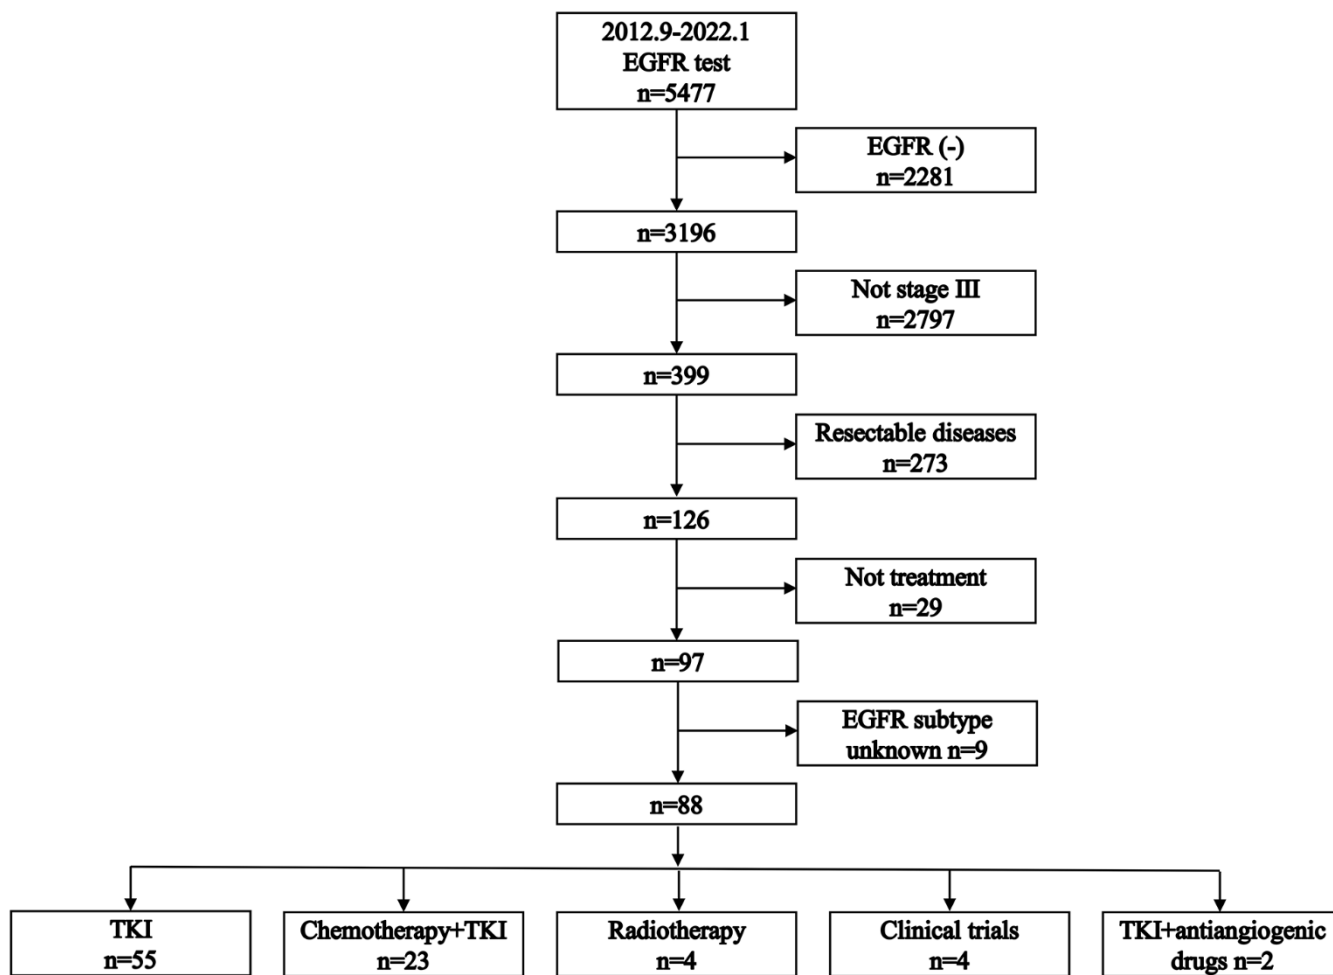 2012.9-2022.1
EGFR test
n=5477
EGFR (-)
n=2281
n=3196
Not stage III
n=2797
n=399
Resectable diseases
n=273
n=126
Not treatment
n=29
n=97
EGFR subtype
unknown n=9
n=88
TKI
n=55
Chemotherapy+TKI
n=23
Radiotherapy
n=4
Clinical trials
n=4
TKI+antiangiogenic
drugs n=2